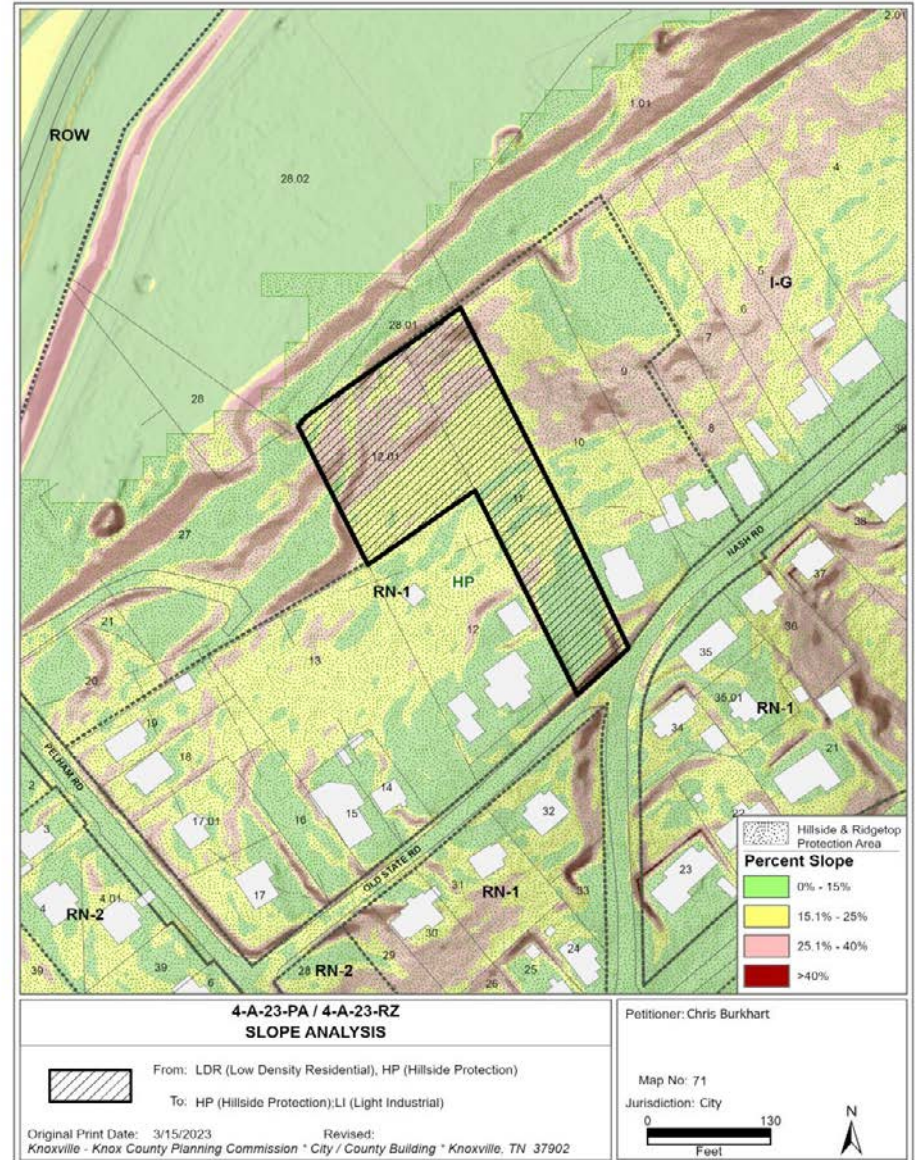 2.01
1.01
ROW
28.02
4
5
I-G
6
7
28.01
9
8
28
10
12.01
11
27
NASH RD
38
37
HP
RN-1
12
36
21
13
35
20
35.01
RN-1
19
34
PELHAM RD
18
21
14
2
15
32
22
16
17.01
3
OLD STATE RD
23
31
33
17
RN-1
4.01
4
RN-2
30
24
29
39
39
RN-2
28
25
6
26
Hillside & Ridgetop
Protection Area
Percent Slope
0% - 15%
15.1% - 25%
25.1% - 40%
>40%
4-A-23-PA / 4-A-23-RZ
SLOPE ANALYSIS
From: LDR (Low Density Residential), HP (Hillside Protection)
To: HP (Hillside Protection);LI (Light Industrial)
Original Print Date: 3/15/2023 Revised:
Knoxville - Knox County Planning Commission * City / County Building * Knoxville, TN 37902
Petitioner: Chris Burkhart
Map No: 71
Jurisdiction: City
0 130
Feet
N